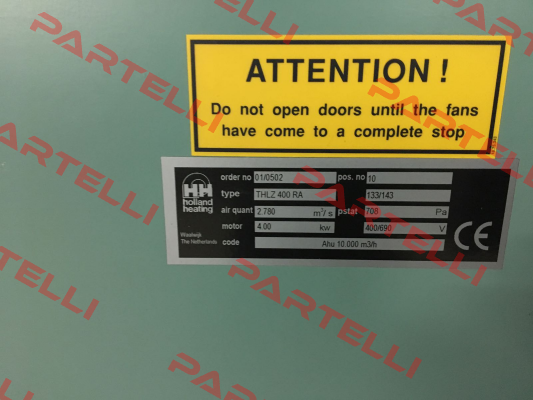 ATTENTION !
Do not open doors until the fans
have come to a complete stop
HH
holland
heating
Waalwijk
The Netherlands
order no 01/0502 pos. no 10
type THLZ 400 RA 133/143
air quant 2.780 m³/s pstat 708 Pa
motor 4.00 kw 400/690 V
code Ahu 10.000 m3/h
CE
PARTELLI
PARTELLI
PARTELLI
PARTELLI
PARTELLI
PARTELLI